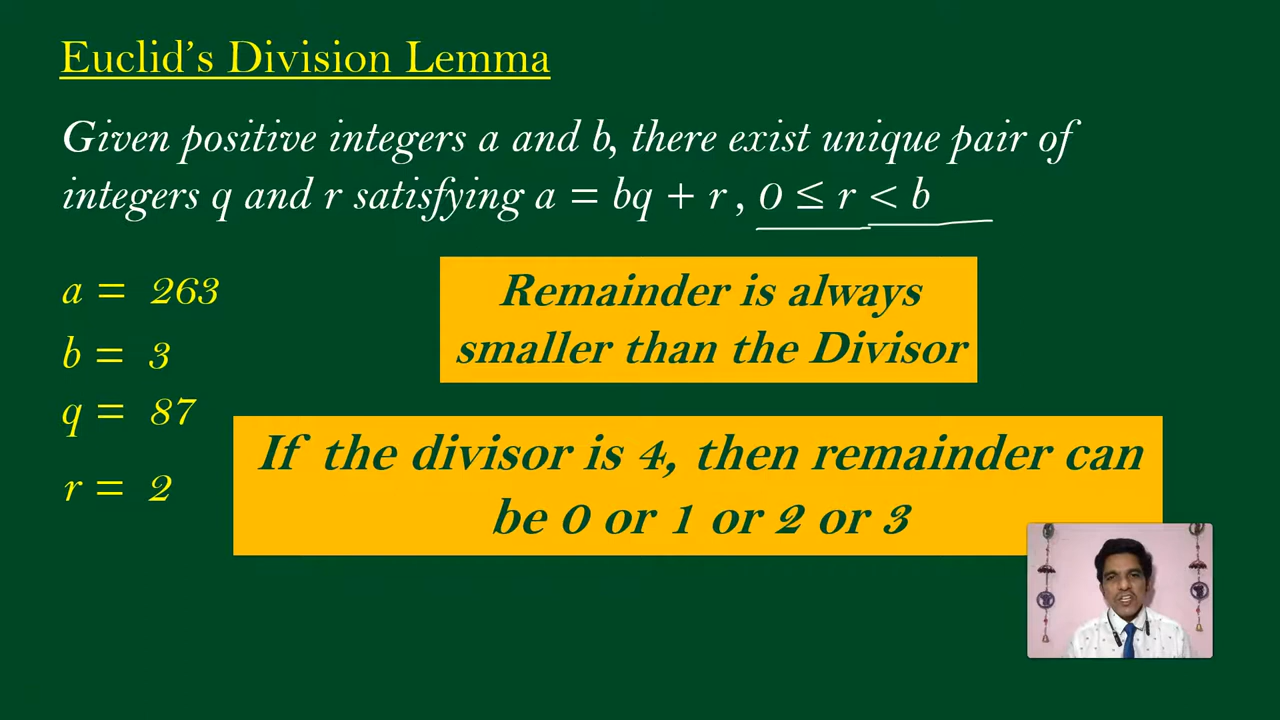 Euclid’s Division Lemma
Given positive integers a and b, there exist unique pair of
integers q and r satisfying a = bq + r , 0 ≤ r < b
a = 263
b = 3
q = 87
r = 2
Remainder is always
smaller than the Divisor
If the divisor is 4, then remainder can
be 0 or 1 or 2 or 3